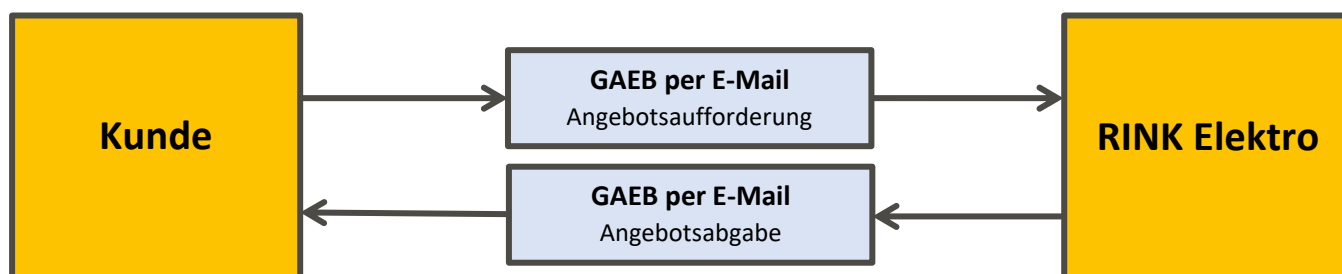 Kunde
GAEB per E-Mail
Angebotsaufforderung
RINK Elektro
GAEB per E-Mail
Angebotsabgabe